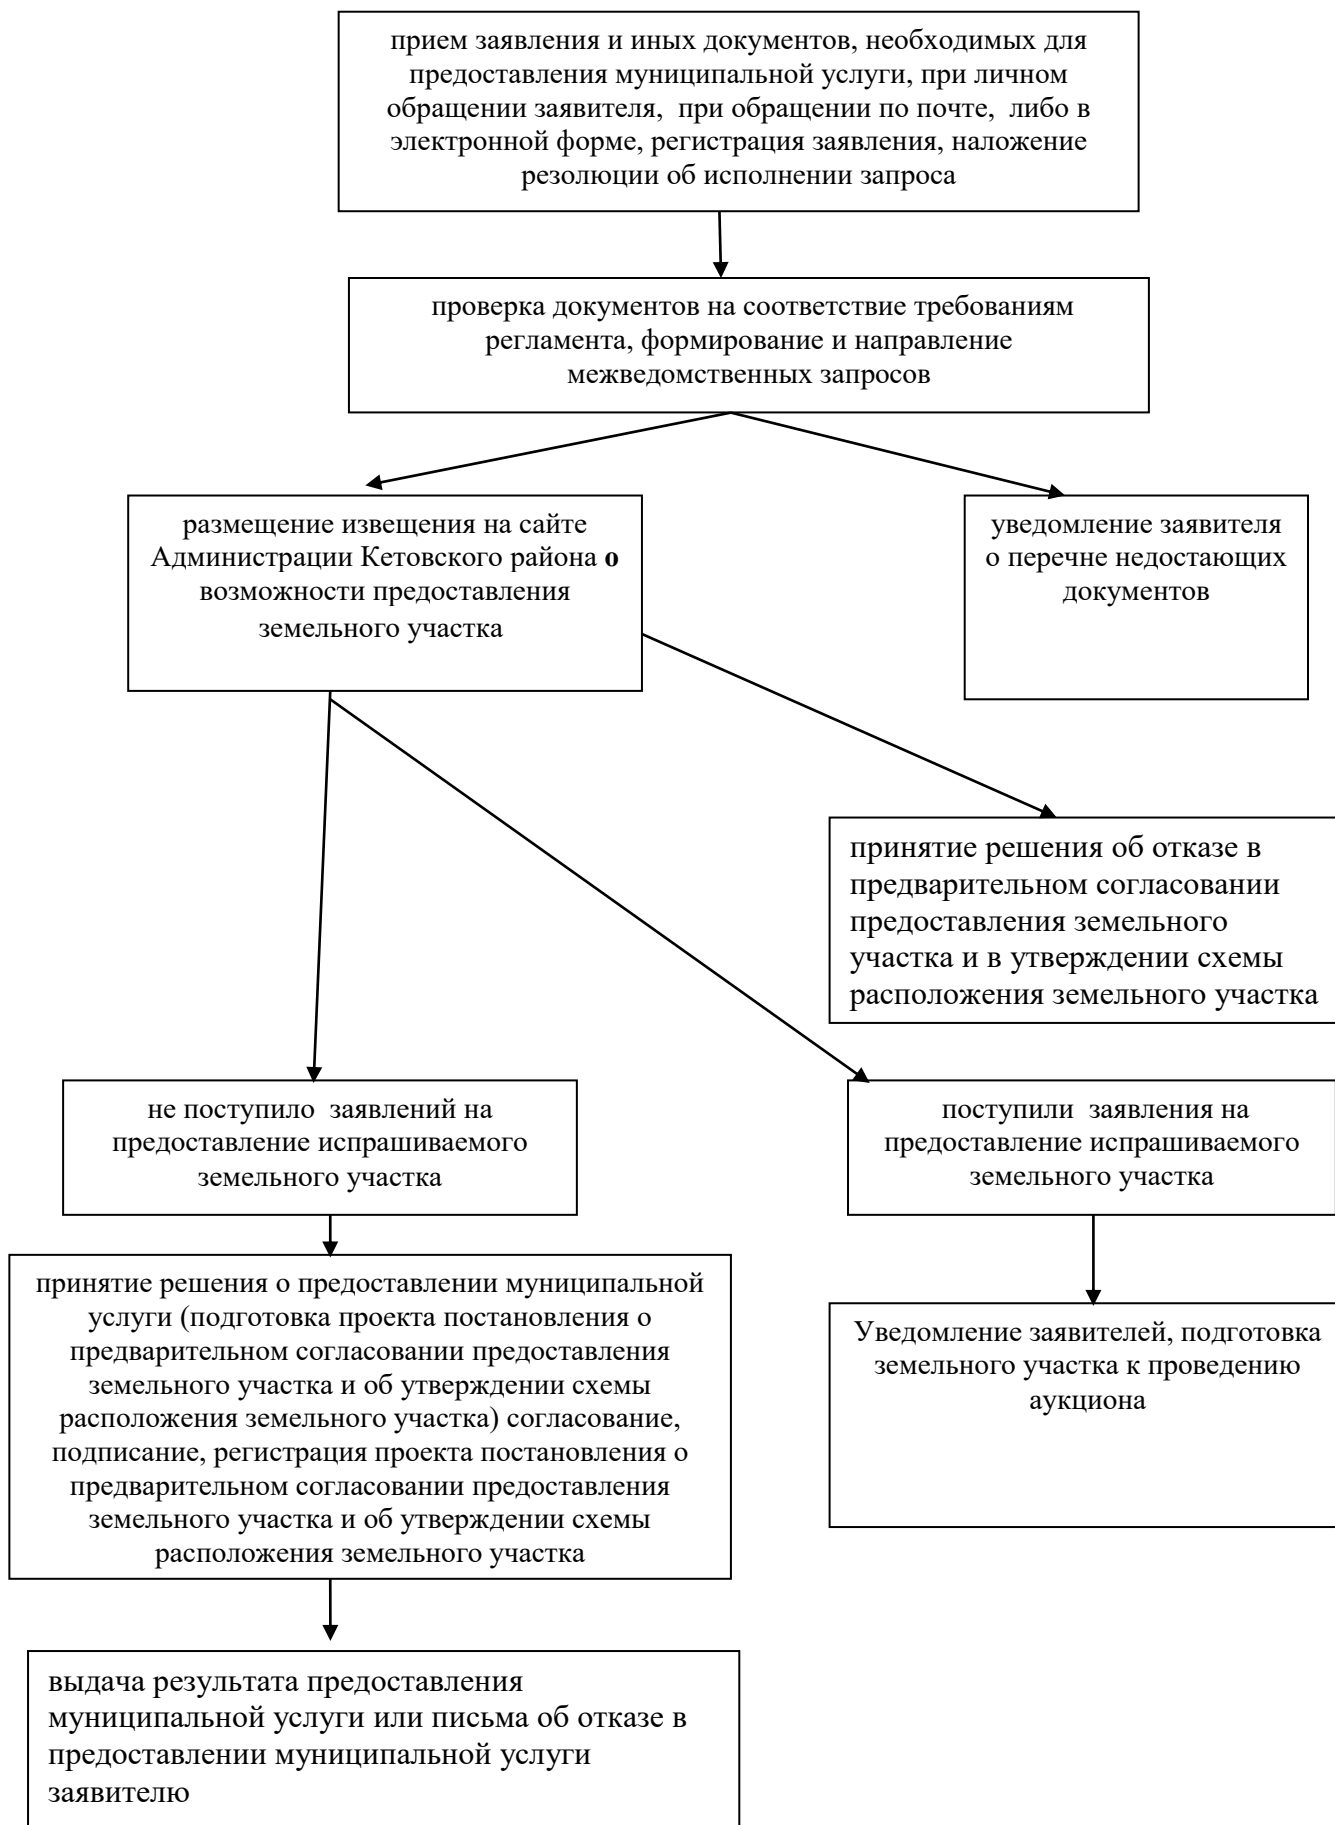 прием заявления и иных документов, необходимых для
предоставления муниципальной услуги, при личном
обращении заявителя, при обращении по почте, либо в
электронной форме, регистрация заявления, наложение
резолюции об исполнении запроса
проверка документов на соответствие требованиям
регламента, формирование и направление
межведомственных запросов
размещение извещения на сайте
Администрации Кетовского района о
возможности предоставления
земельного участка
уведомление заявителя
о перечне недостающих
документов
принятие решения об отказе в
предварительном согласовании
предоставления земельного
участка и в утверждении схемы
расположения земельного участка
не поступило заявлений на
предоставление испрашиваемого
земельного участка
поступили заявления на
предоставление испрашиваемого
земельного участка
принятие решения о предоставлении муниципальной
услуги (подготовка проекта постановления о
предварительном согласовании предоставления
земельного участка и об утверждении схемы
расположения земельного участка) согласование,
подписание, регистрация проекта постановления о
предварительном согласовании предоставления
земельного участка и об утверждении схемы
расположения земельного участка
Уведомление заявителей, подготовка
земельного участка к проведению
аукциона
выдача результата предоставления
муниципальной услуги или письма об отказе в
предоставлении муниципальной услуги
заявителю